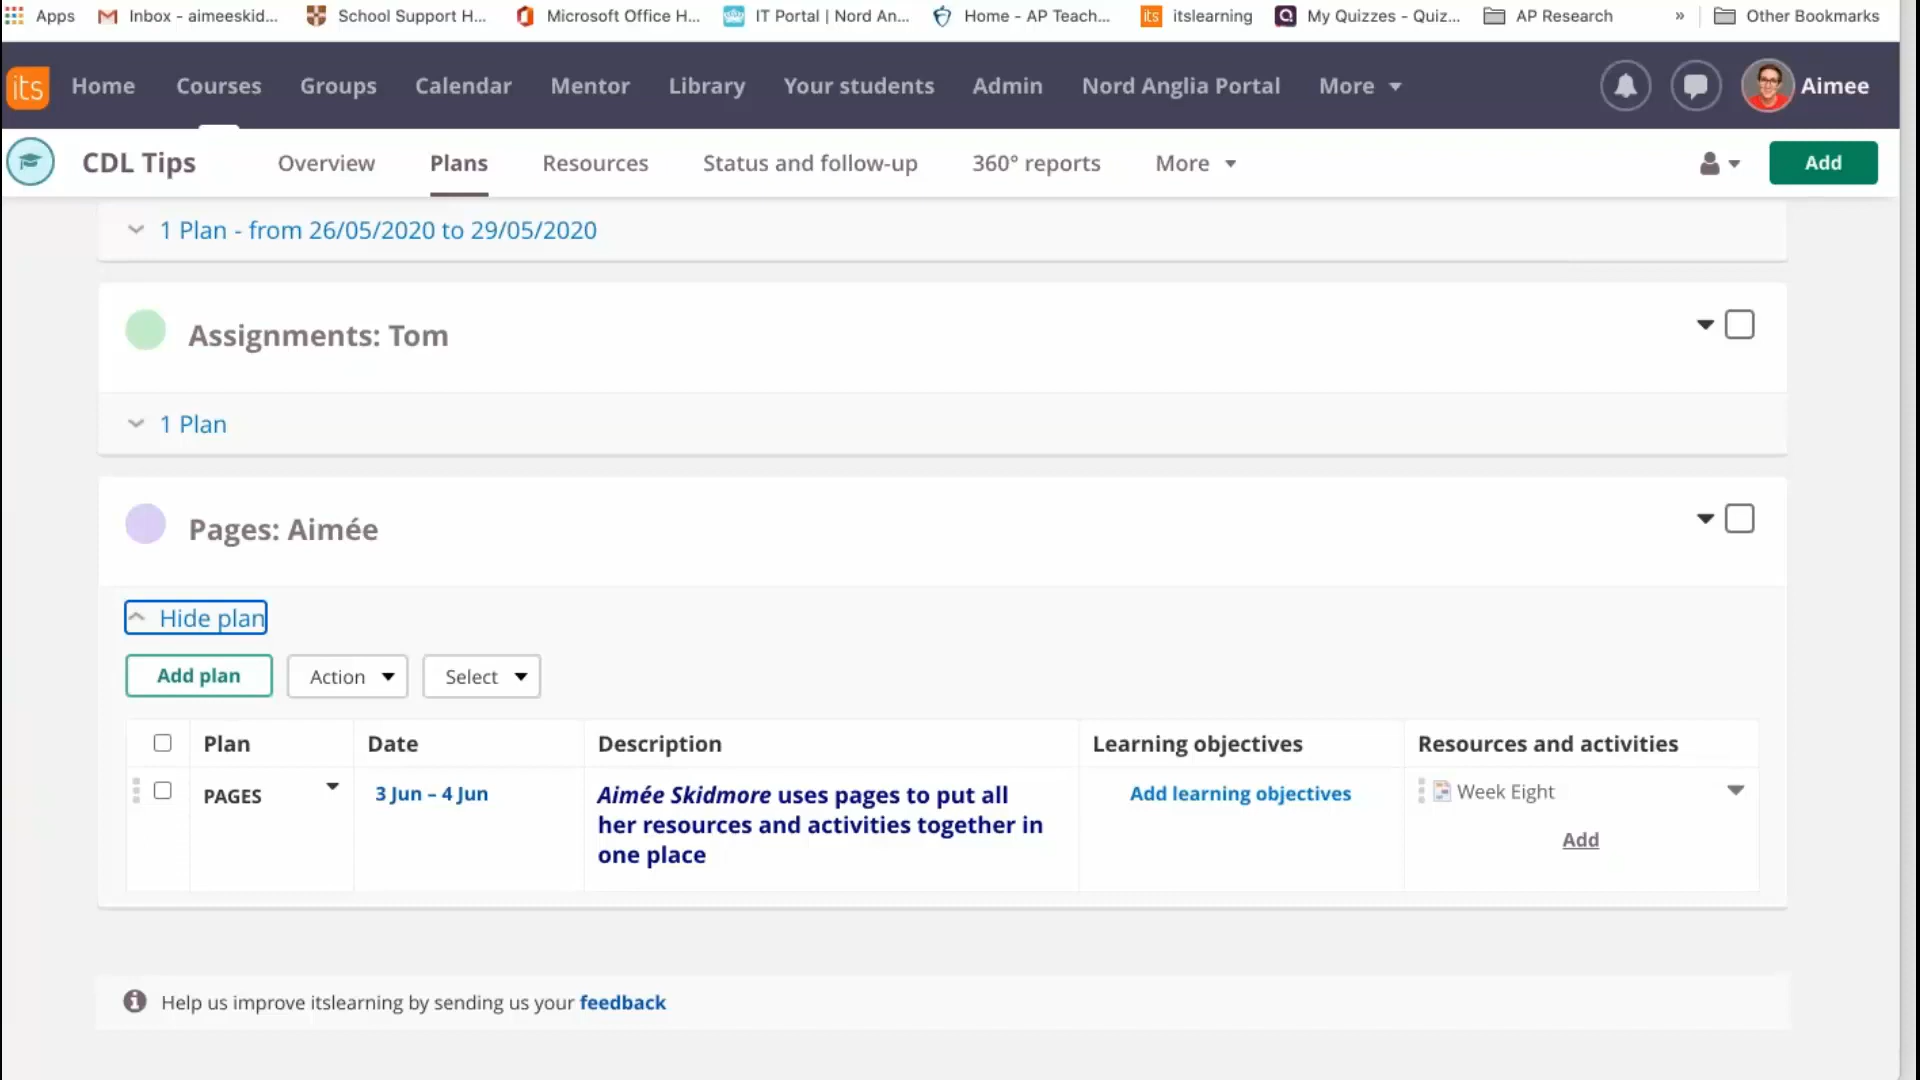 Apps
Inbox - aimeeskid...
School Support H...
Microsoft Office H...
IT Portal | Nord An...
Home - AP Teach...
its
itslearning
My Quizzes - Quiz...
AP Research
»
Other Bookmarks
its
Home
Courses
Groups
Calendar
Mentor
Library
Your students
Admin
Nord Anglia Portal
More
Aimee
CDL Tips
Overview
Plans
Resources
Status and follow-up
360° reports
More
Add
1 Plan - from 26/05/2020 to 29/05/2020
Assignments: Tom
1 Plan
Pages: Aimée
Hide plan
Add plan
Action
Select
Plan
Date
Description
Learning objectives
Resources and activities
PAGES
3 Jun – 4 Jun
Aimée Skidmore uses pages to put all
her resources and activities together in
one place
Add learning objectives
Week Eight
Add
Help us improve itslearning by sending us your feedback